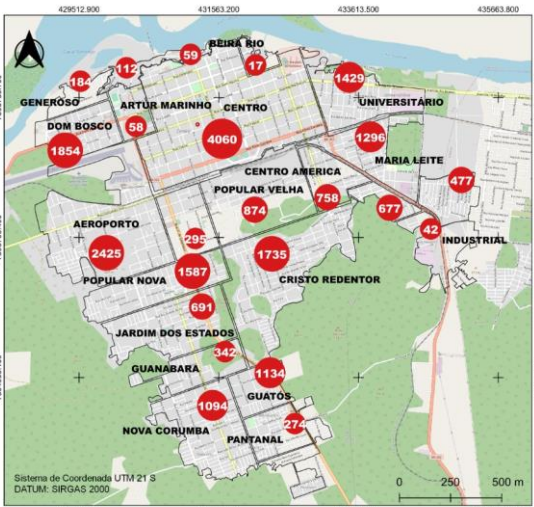 429512.900 431563.200 433613.500 435663.800
BEIRA RIO
59
17
112
184
1429
GENEROSO
ARTUR MARINHO
CENTRO
UNIVERSITÁRIO
DOM BOSCO
58
1854
4060
1296
MARIA LEITE
CENTRO AMERICA
477
POPULAR VELHA
758
874
677
AEROPORTO
42
295
INDUSTRIAL
2425
1735
1587
POPULAR NOVA
CRISTO REDENTOR
691
JARDIM DOS ESTADOS
342
GUANABARA
1134
GUATÓS
1094
274
NOVA CORUMBA
PANTANAL
Sistema de Coordenada UTM 21 S
DATUM: SIRGAS 2000
0 250 500 m